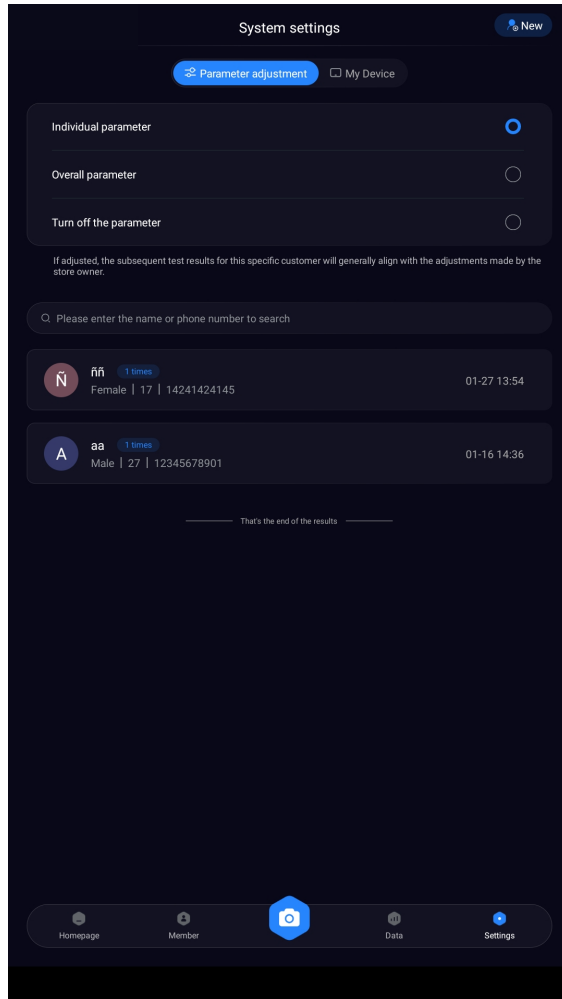 System settings
New
Parameter adjustment
My Device
Individual parameter
Overall parameter
Turn off the parameter
If adjusted, the subsequent test results for this specific customer will generally align with the adjustments made by the
store owner.
Please enter the name or phone number to search
Ñ
ññ 1 times
Female | 17 | 14241424145
01-27 13:54
A
aa 1 times
Male | 27 | 12345678901
01-16 14:36
That's the end of the results
Homepage
Member
Data
Settings